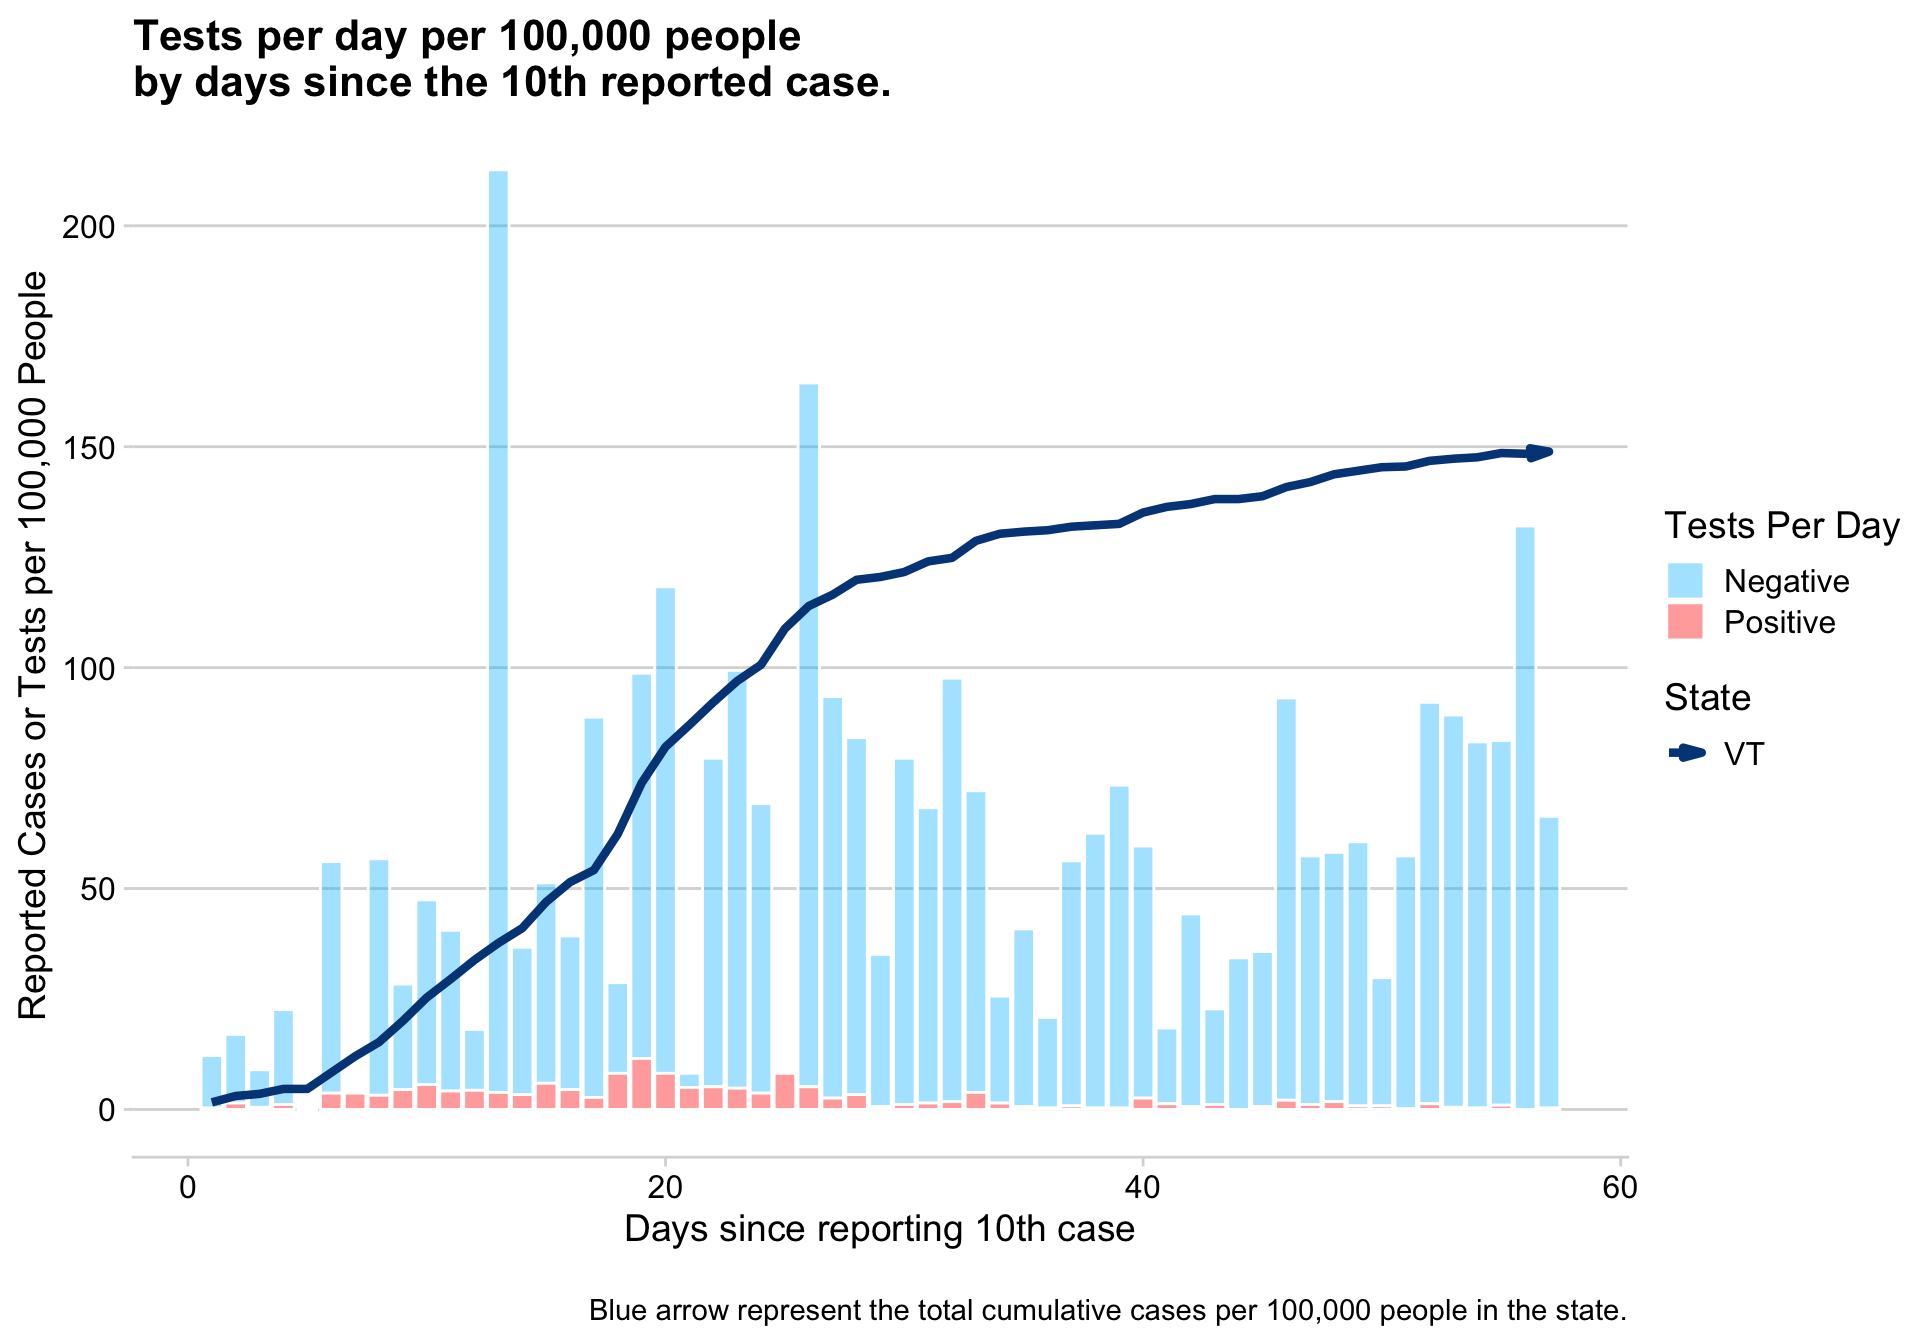 Tests per day per 100,000 people
by days since the 10th reported case.
Reported Cases or Tests per 100,000 People
200
150
100
50
0
0
20
40
60
Days since reporting 10th case
Tests Per Day
Negative
Positive
State
VT
Blue arrow represent the total cumulative cases per 100,000 people in the state.